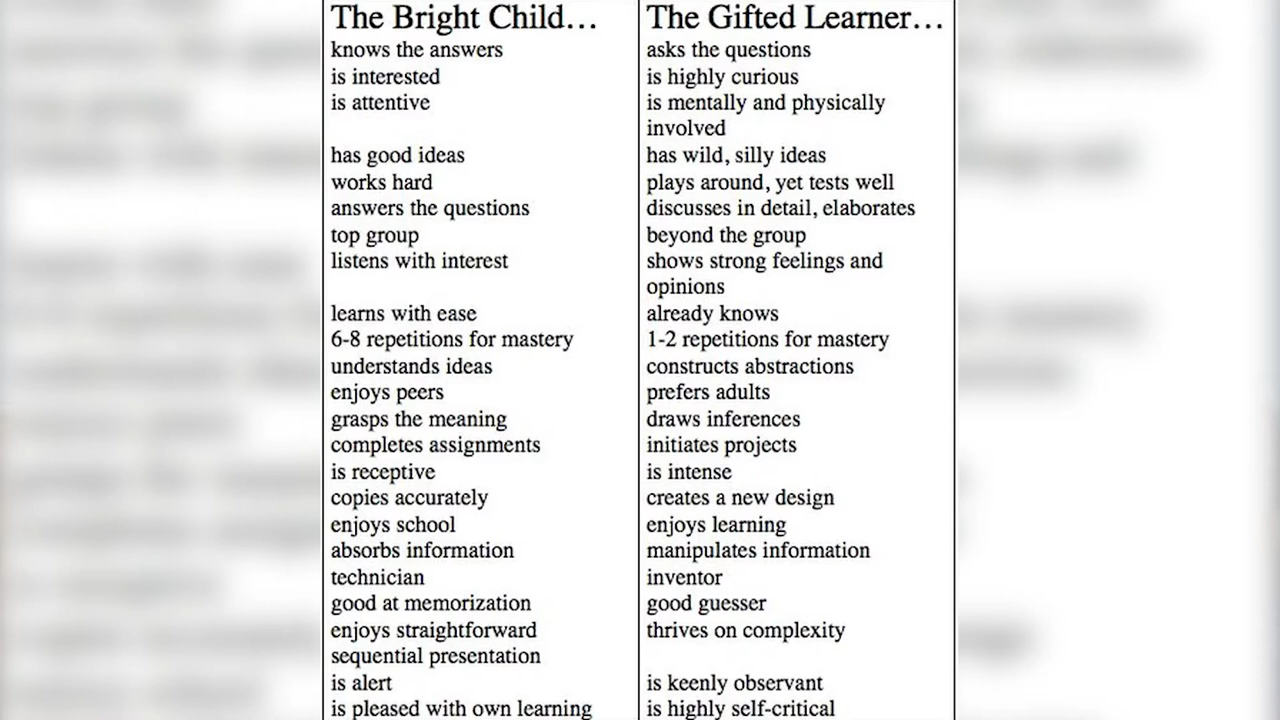 The Bright Child…
knows the answers
is interested
is attentive
has good ideas
works hard
answers the questions
top group
listens with interest
learns with ease
6-8 repetitions for mastery
understands ideas
enjoys peers
grasps the meaning
completes assignments
is receptive
copies accurately
enjoys school
absorbs information
technician
good at memorization
enjoys straightforward
sequential presentation
is alert
is pleased with own learning
The Gifted Learner…
asks the questions
is highly curious
is mentally and physically
involved
has wild, silly ideas
plays around, yet tests well
discusses in detail, elaborates
beyond the group
shows strong feelings and
opinions
already knows
1-2 repetitions for mastery
constructs abstractions
prefers adults
draws inferences
initiates projects
is intense
creates a new design
enjoys learning
manipulates information
inventor
good guesser
thrives on complexity
is keenly observant
is highly self-critical